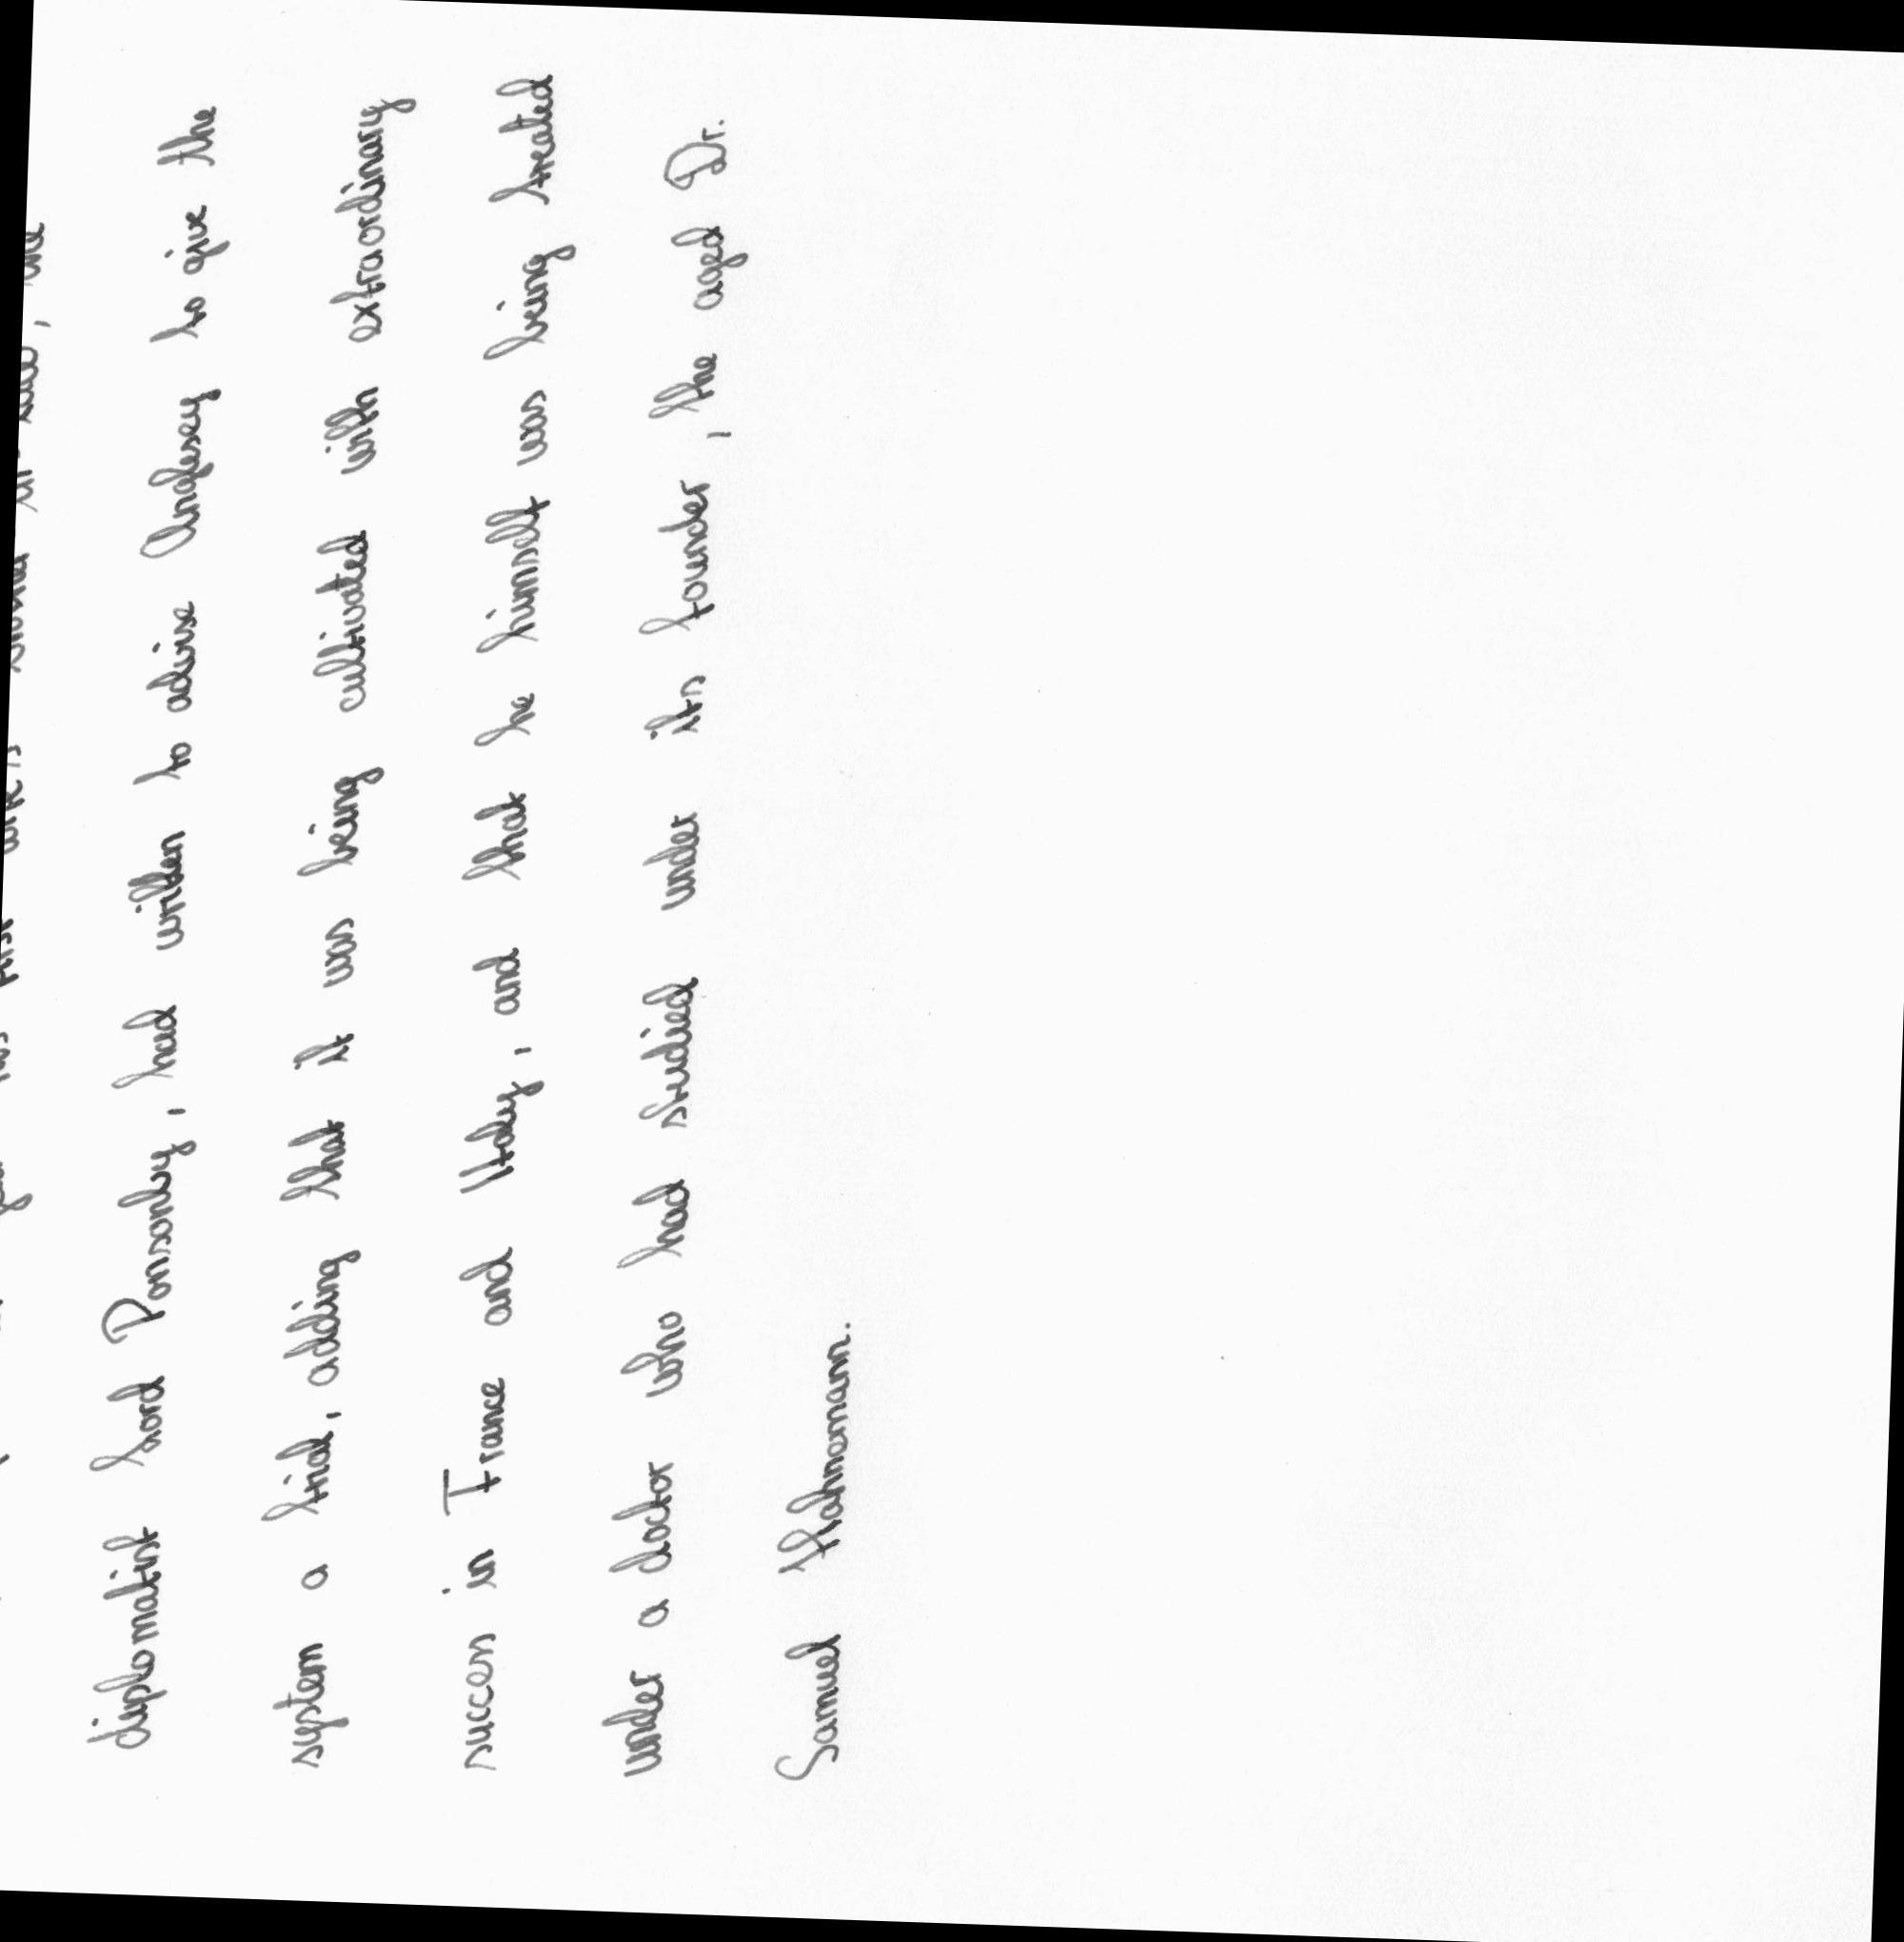 diplomatist Lord Ponsonby, had written to advise Anglesey to give the
system a trial, adding that it was being cultivated with extraordinary
success in France and Italy, and that he himself was being treated
under a doctor who had studied under its founder, the aged Dr.
Samuel Hahnemann.